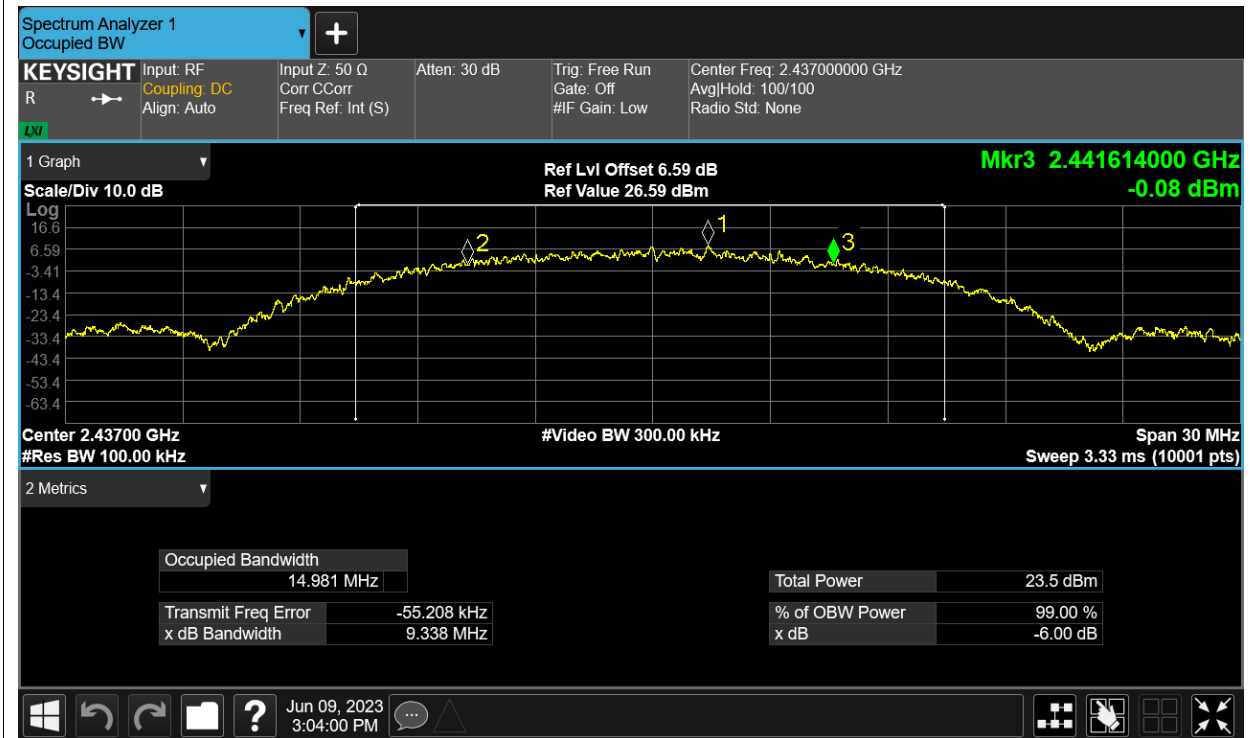 Spectrum Analyzer 1
Occupied BW
+
KEYSIGHT
R
LXI
Input: RF
Coupling: DC
Align: Auto
Input Z: 50 Ω
Corr CCorr
Freq Ref: Int (S)
Atten: 30 dB
Trig: Free Run
Gate: Off
#IF Gain: Low
Center Freq: 2.437000000 GHz
Avg|Hold: 100/100
Radio Std: None
1 Graph
Scale/Div 10.0 dB
Ref Lvl Offset 6.59 dB
Ref Value 26.59 dBm
Mkr3 2.441614000 GHz
-0.08 dBm
Log
16.6
6.59
-3.41
-13.4
-23.4
-33.4
-43.4
-53.4
-63.4
2
1
3
Center 2.43700 GHz
#Res BW 100.00 kHz
#Video BW 300.00 kHz
Span 30 MHz
Sweep 3.33 ms (10001 pts)
2 Metrics
Occupied Bandwidth
14.981 MHz
Transmit Freq Error -55.208 kHz
x dB Bandwidth 9.338 MHz
Total Power 23.5 dBm
% of OBW Power 99.00 %
x dB -6.00 dB
?
Jun 09, 2023
3:04:00 PM